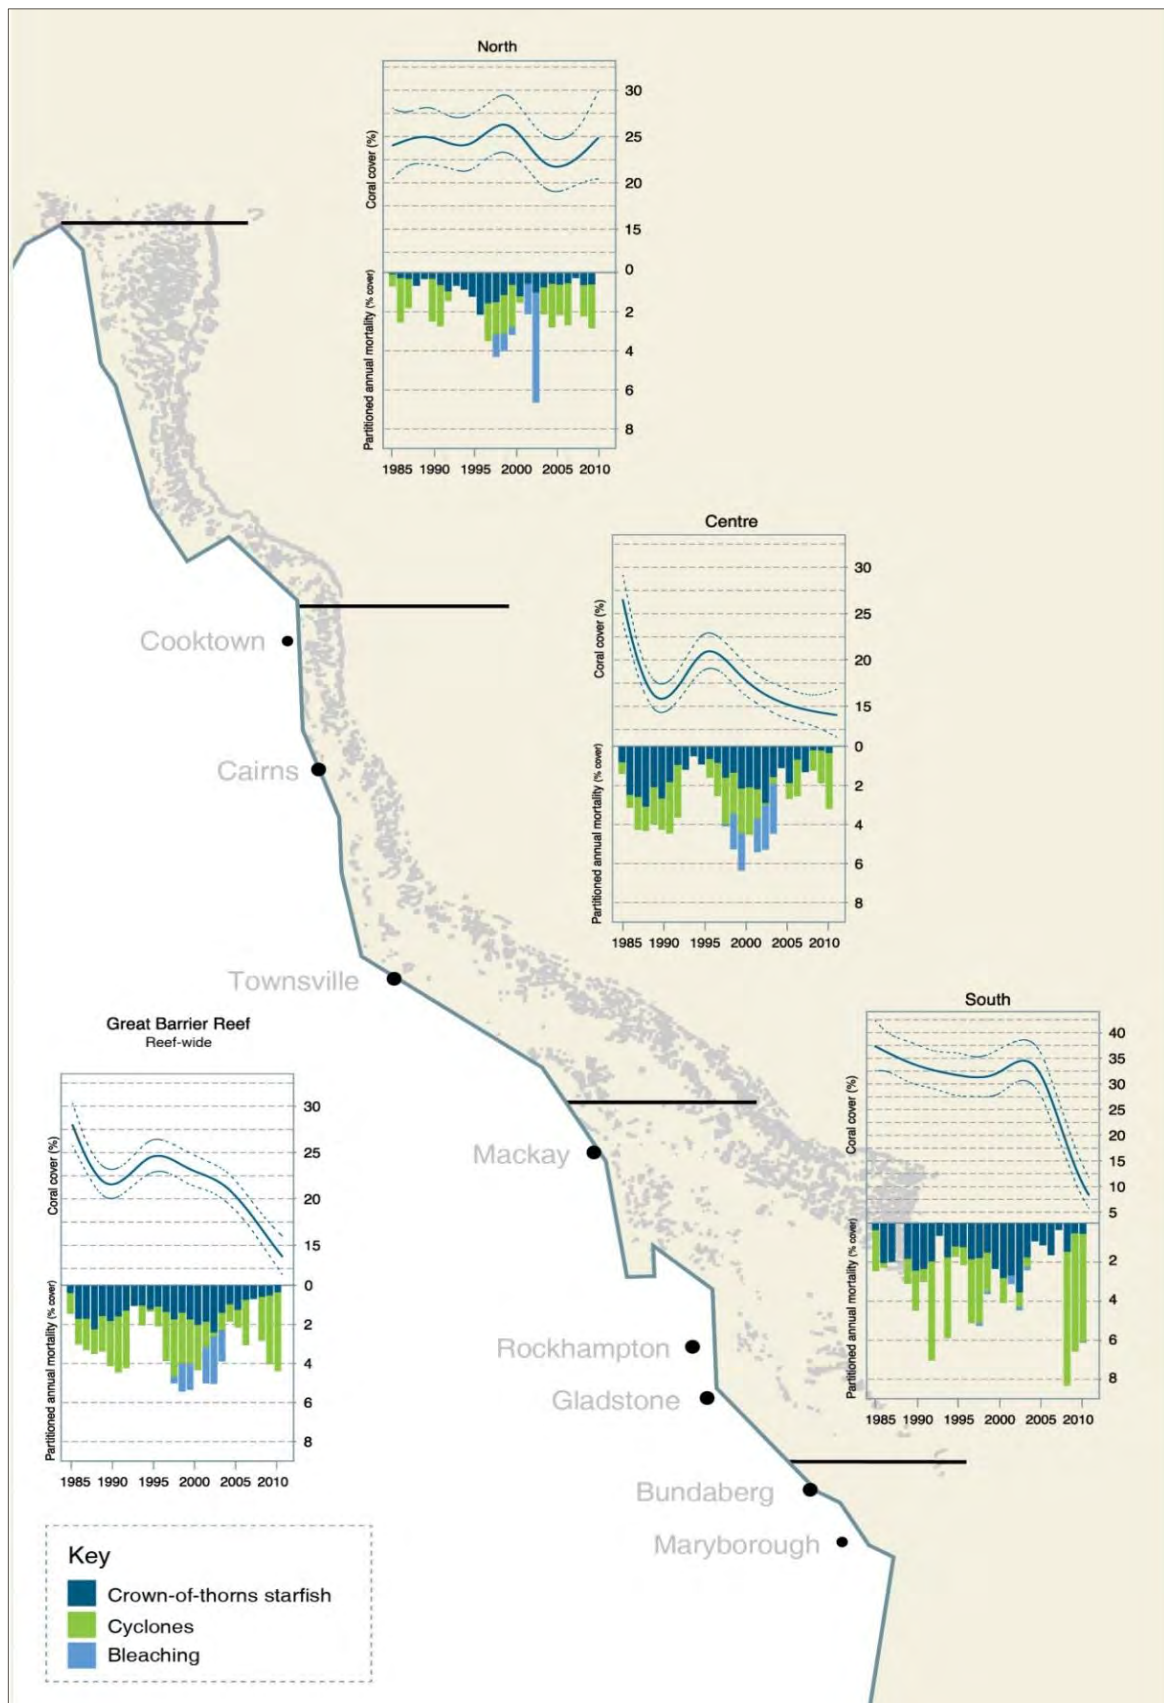 North
Coral cover (%)
30
25
20
15
Partitioned annual mortality (% cover)
0
2
4
6
8
1985 1990 1995 2000 2005 2010
Centre
Coral cover (%)
30
25
20
15
Partitioned annual mortality (% cover)
0
2
4
6
8
1985 1990 1995 2000 2005 2010
Cooktown
Cairns
Townsville
South
Coral cover (%)
40
35
30
25
20
15
10
5
Partitioned annual mortality (% cover)
2
4
6
8
1985 1990 1995 2000 2005 2010
Great Barrier Reef
Reef-wide
Coral cover (%)
30
25
20
15
Partitioned annual mortality (% cover)
0
2
4
6
8
1985 1990 1995 2000 2005 2010
Mackay
Rockhampton
Gladstone
Bundaberg
Maryborough
Key
Crown-of-thorns starfish
Cyclones
Bleaching